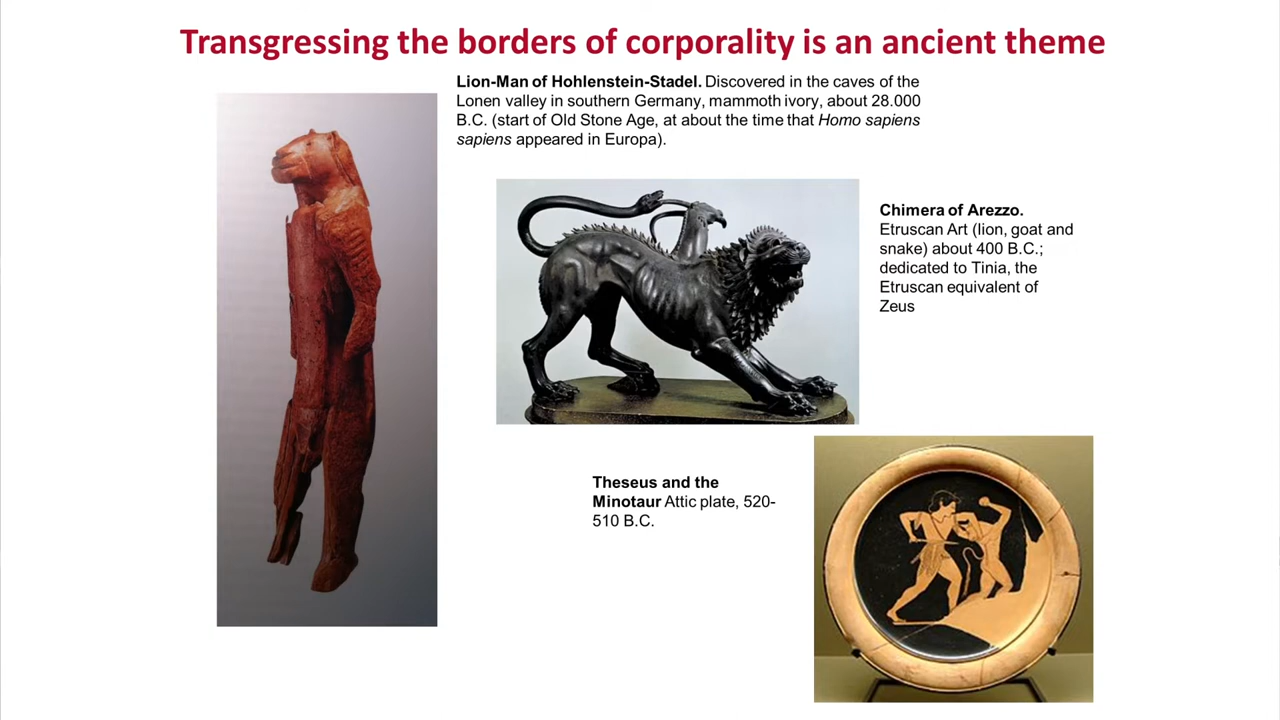 Transgressing the borders of corporality is an ancient theme
Lion-Man of Hohlenstein-Stadel. Discovered in the caves of the
Lonen valley in southern Germany, mammoth ivory, about 28.000
B.C. (start of Old Stone Age, at about the time that Homo sapiens
sapiens appeared in Europa).
Chimera of Arezzo.
Etruscan Art (lion, goat and
snake) about 400 B.C.;
dedicated to Tinia, the
Etruscan equivalent of
Zeus
Theseus and the
Minotaur Attic plate, 520-
510 B.C.